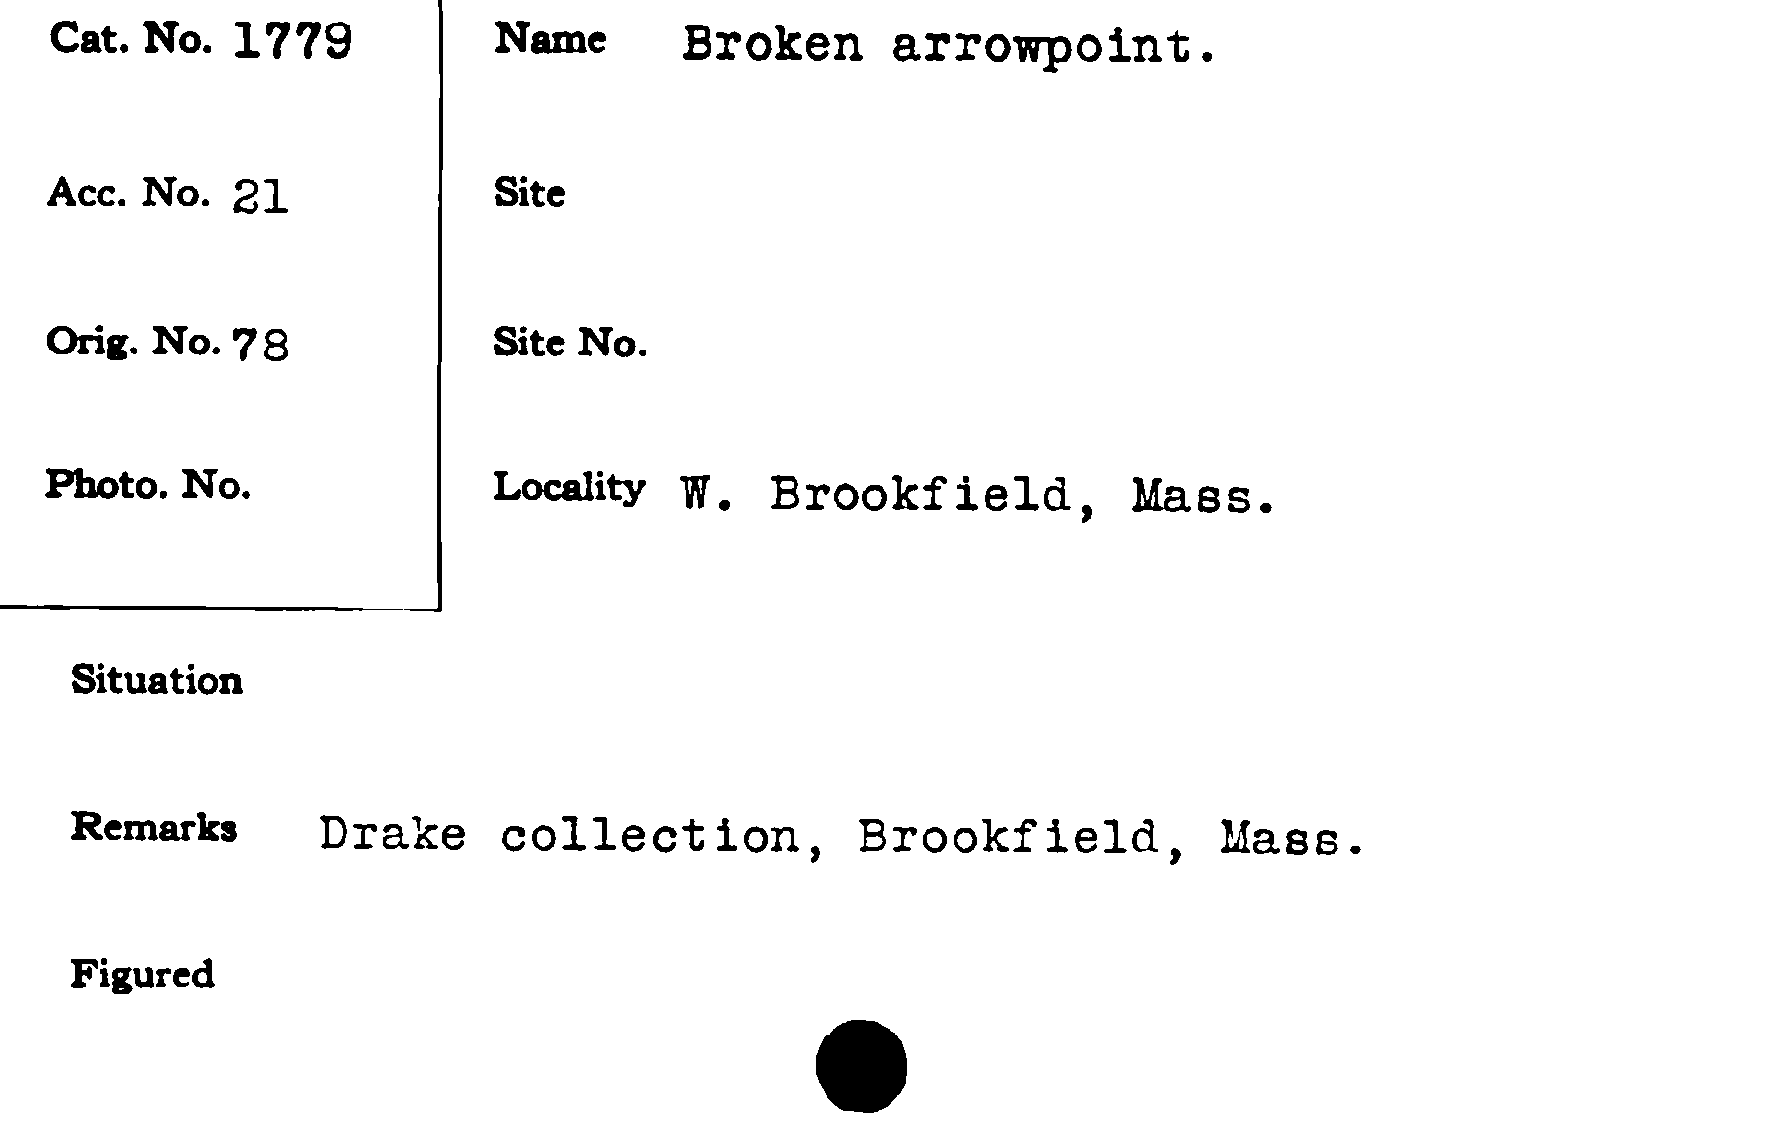 Cat. No. 1779
Name Broken arrowpoint.
Acc. No. 21
Site
Orig. No. 78
Site No.
Photo. No.
Locality W. Brookfield, Mass.
Situation
Remarks Drake collection, Brookfield, Mass.
Figured